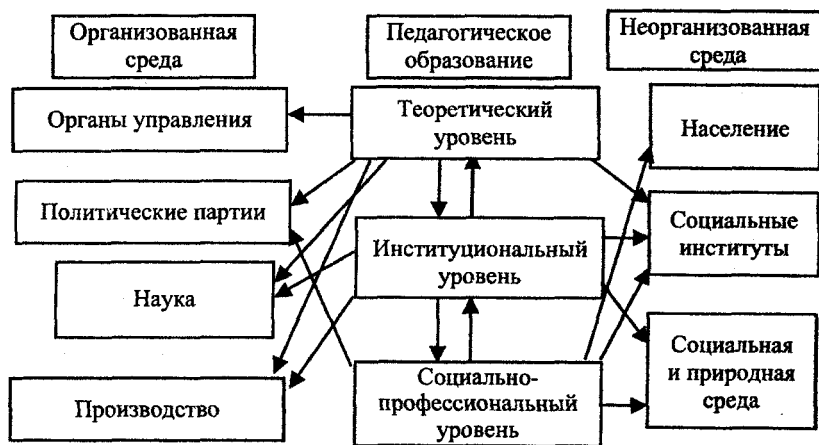 Организованная
среда
Педагогическое
образование
Неорганизованная
среда
Органы управления
Теоретический
уровень
Население
Политические партии
Институциональный
уровень
Социальные
институты
Наука
Производство
Социально-
профессиональный
уровень
Социальная
и природная
среда